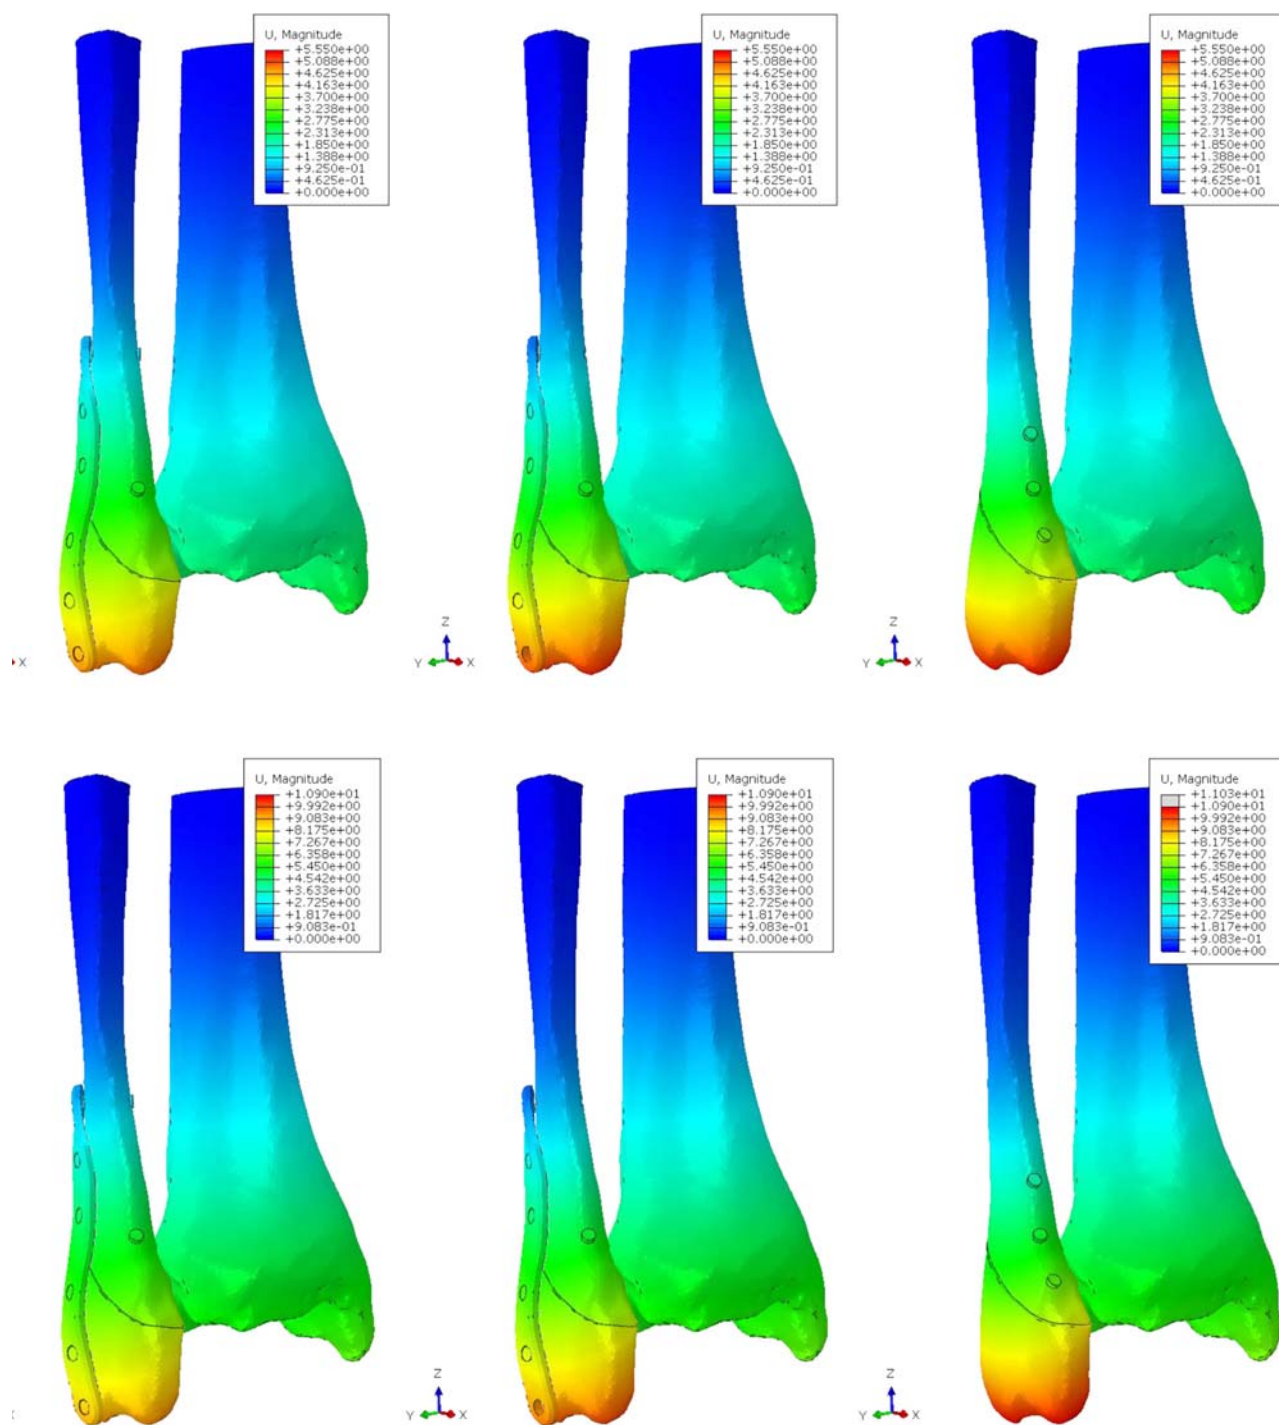 U, Magnitude
+5.550e+00
+5.088e+00
+4.625e+00
+4.163e+00
+3.700e+00
+3.238e+00
+2.775e+00
+2.313e+00
+1.850e+00
+1.388e+00
+9.250e-01
+4.625e-01
+0.000e+00
U, Magnitude
+5.550e+00
+5.088e+00
+4.625e+00
+4.163e+00
+3.700e+00
+3.238e+00
+2.775e+00
+2.313e+00
+1.850e+00
+1.388e+00
+9.250e-01
+4.625e-01
+0.000e+00
U, Magnitude
+5.550e+00
+5.088e+00
+4.625e+00
+4.163e+00
+3.700e+00
+3.238e+00
+2.775e+00
+2.313e+00
+1.850e+00
+1.388e+00
+9.250e-01
+4.625e-01
+0.000e+00
X
Z
Y X
Z
Y X
U, Magnitude
+1.090e+01
+9.992e+00
+9.083e+00
+8.175e+00
+7.267e+00
+6.358e+00
+5.450e+00
+4.542e+00
+3.633e+00
+2.725e+00
+1.817e+00
+9.083e-01
+0.000e+00
U, Magnitude
+1.090e+01
+9.992e+00
+9.083e+00
+8.175e+00
+7.267e+00
+6.358e+00
+5.450e+00
+4.542e+00
+3.633e+00
+2.725e+00
+1.817e+00
+9.083e-01
+0.000e+00
U, Magnitude
+1.103e+01
+1.090e+01
+9.992e+00
+9.083e+00
+8.175e+00
+7.267e+00
+6.358e+00
+5.450e+00
+4.542e+00
+3.633e+00
+2.725e+00
+1.817e+00
+9.083e-01
+0.000e+00
Z
Y X
Z
Y X